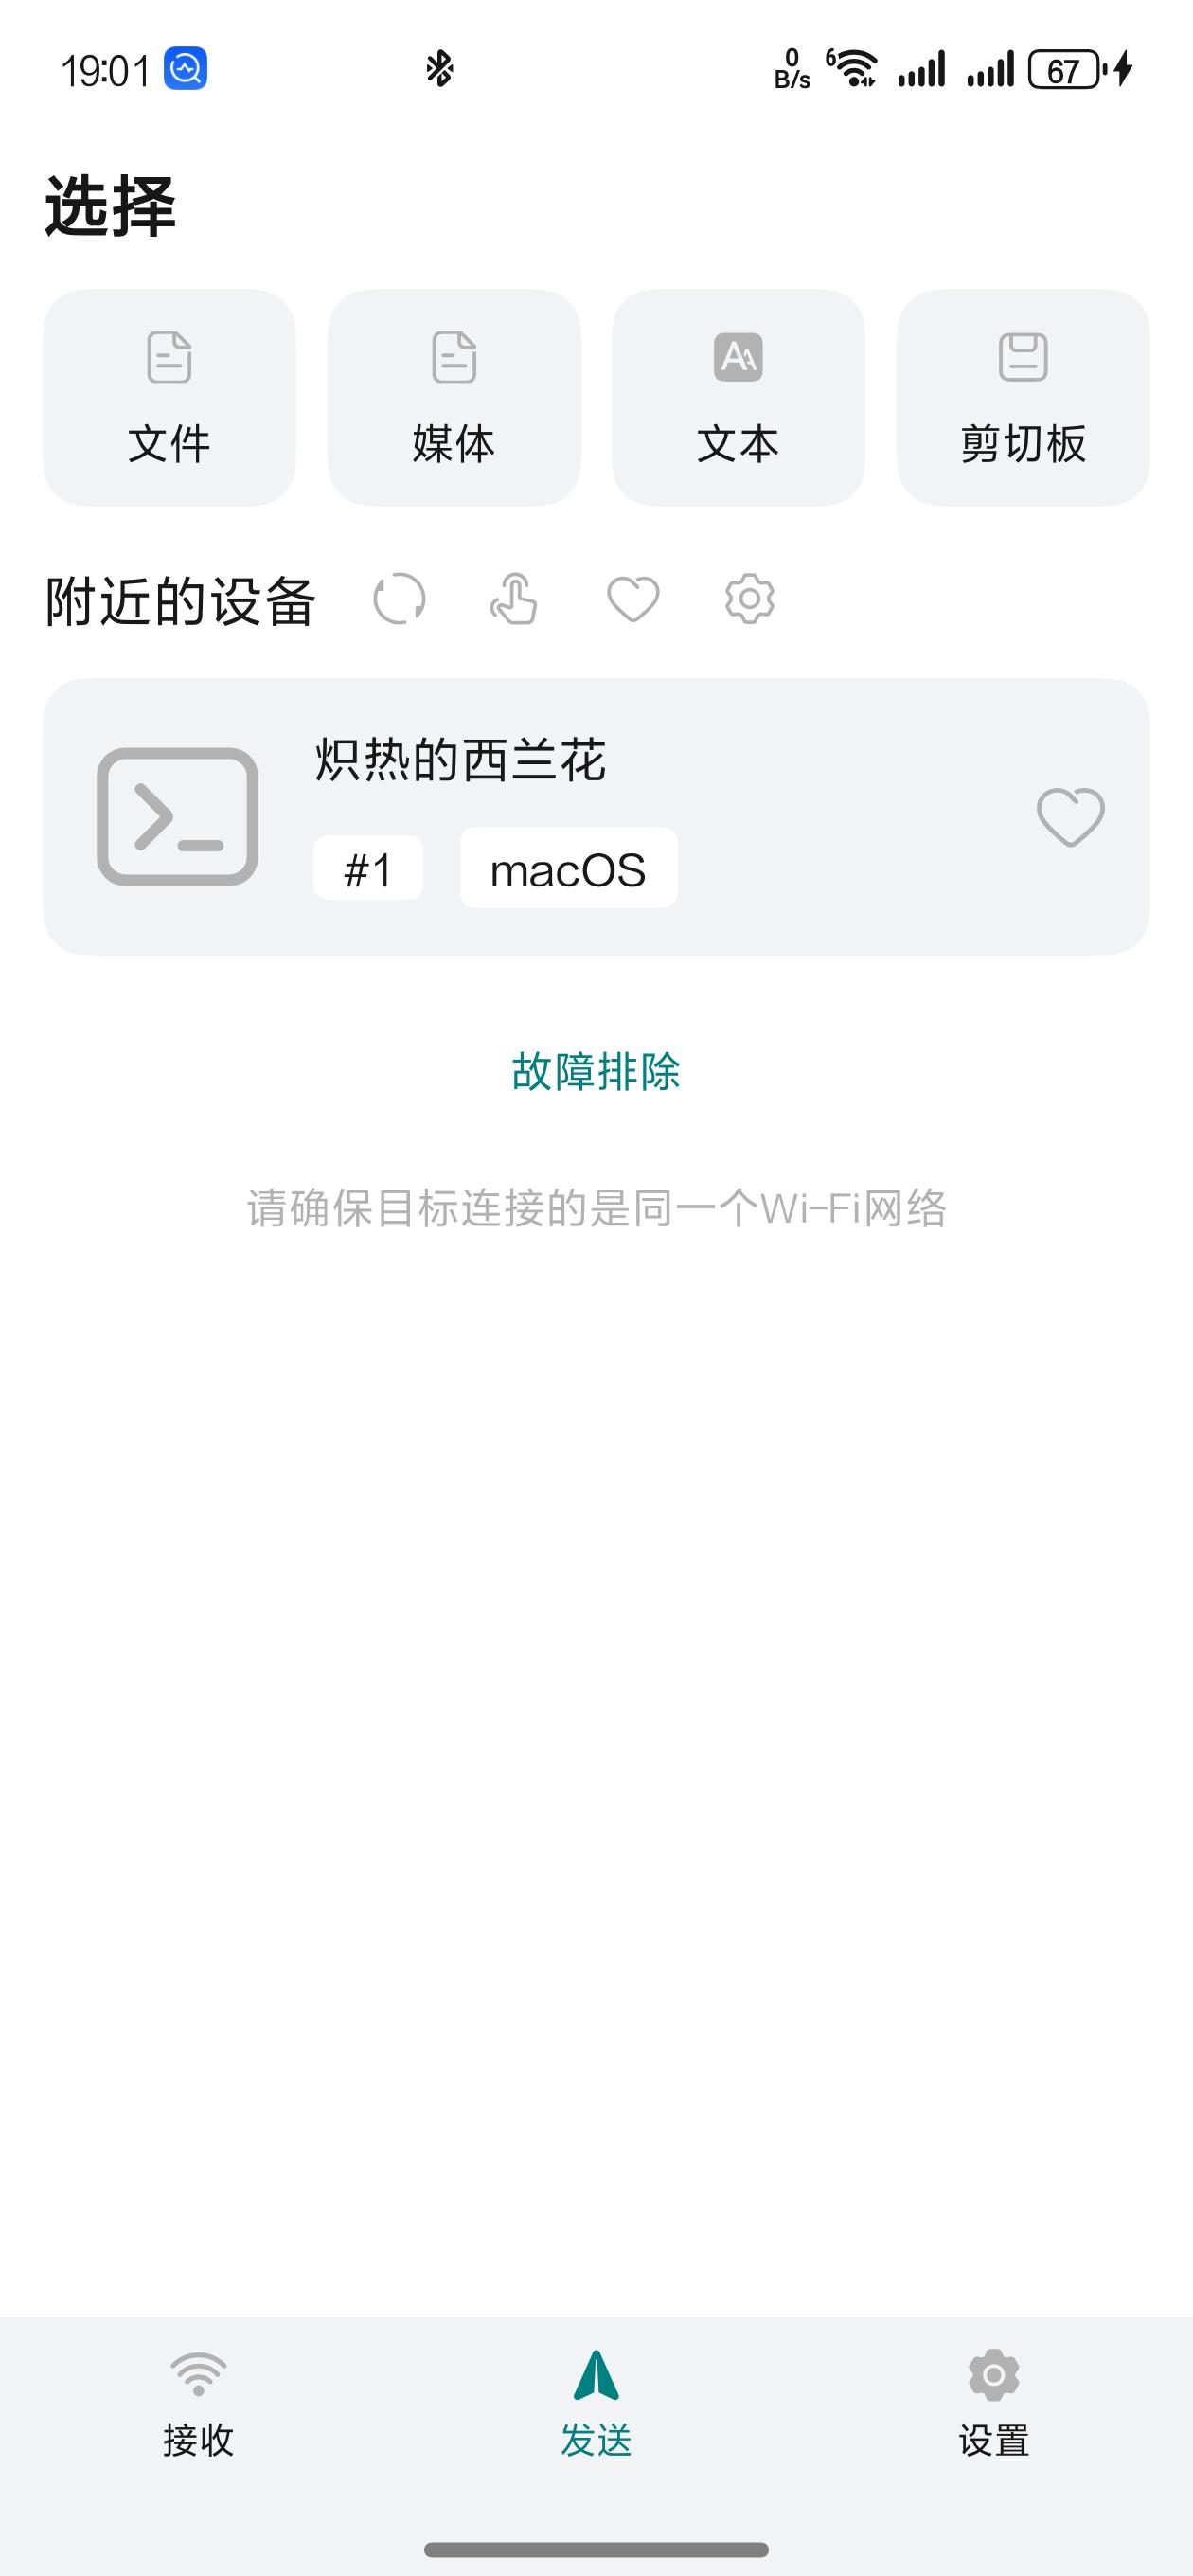 19:01 0 B/s 6 67
选择
文件 媒体 文本 剪切板
附近的设备
炽热的西兰花
#1 macOS
故障排除
请确保目标连接的是同一个Wi-Fi网络
接收 发送 设置